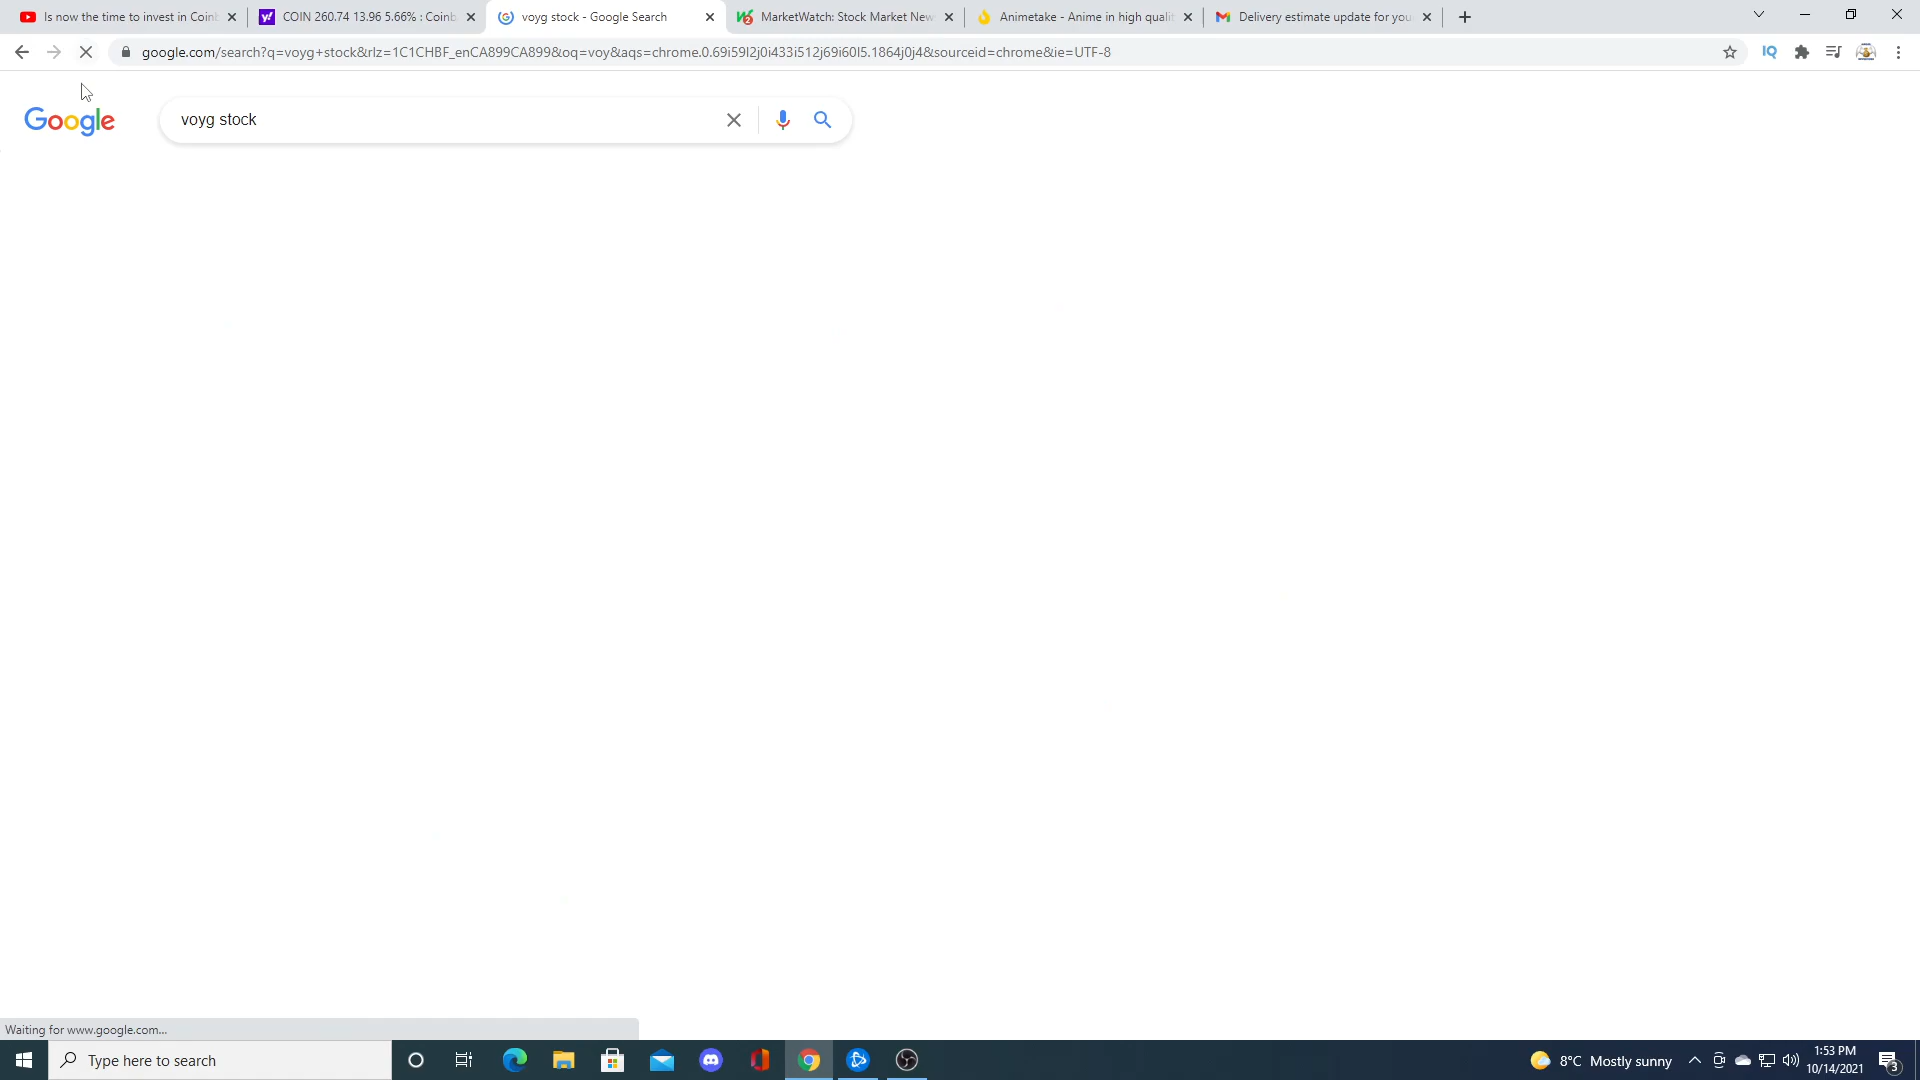 Is now the time to invest in Coinb
COIN 260.74 13.96 5.66% : Coinb
voyg stock - Google Search
MarketWatch: Stock Market New
Animetake - Anime in high qualit
Delivery estimate update for you
google.com/search?q=voyg+stock&rlz=1C1CHBF_enCA899CA899&oq=voy&aqs=chrome.0.69i59l2j0i433i512j69i60l5.1864j0j4&sourceid=chrome&ie=UTF-8
IQ
Google
voyg stock
Waiting for www.google.com...
Type here to search
8°C Mostly sunny
1:53 PM
10/14/2021
3